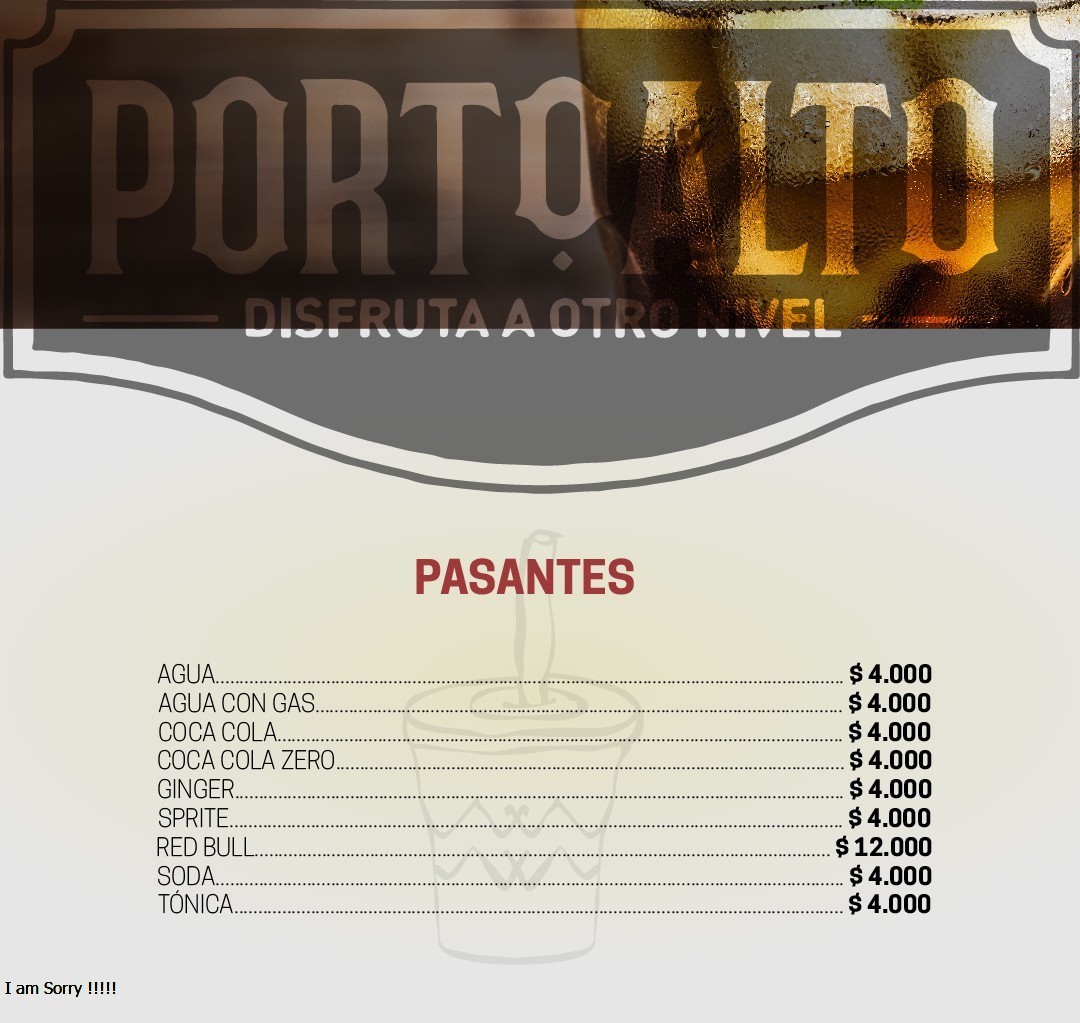 PORTOALTO
DISFRUTA A OTRO NIVEL
PASANTES
AGUA $ 4.000
AGUA CON GAS $ 4.000
COCA COLA $ 4.000
COCA COLA ZERO $ 4.000
GINGER $ 4.000
SPRITE $ 4.000
RED BULL $ 12.000
SODA $ 4.000
TÓNICA $ 4.000
I am Sorry !!!!!